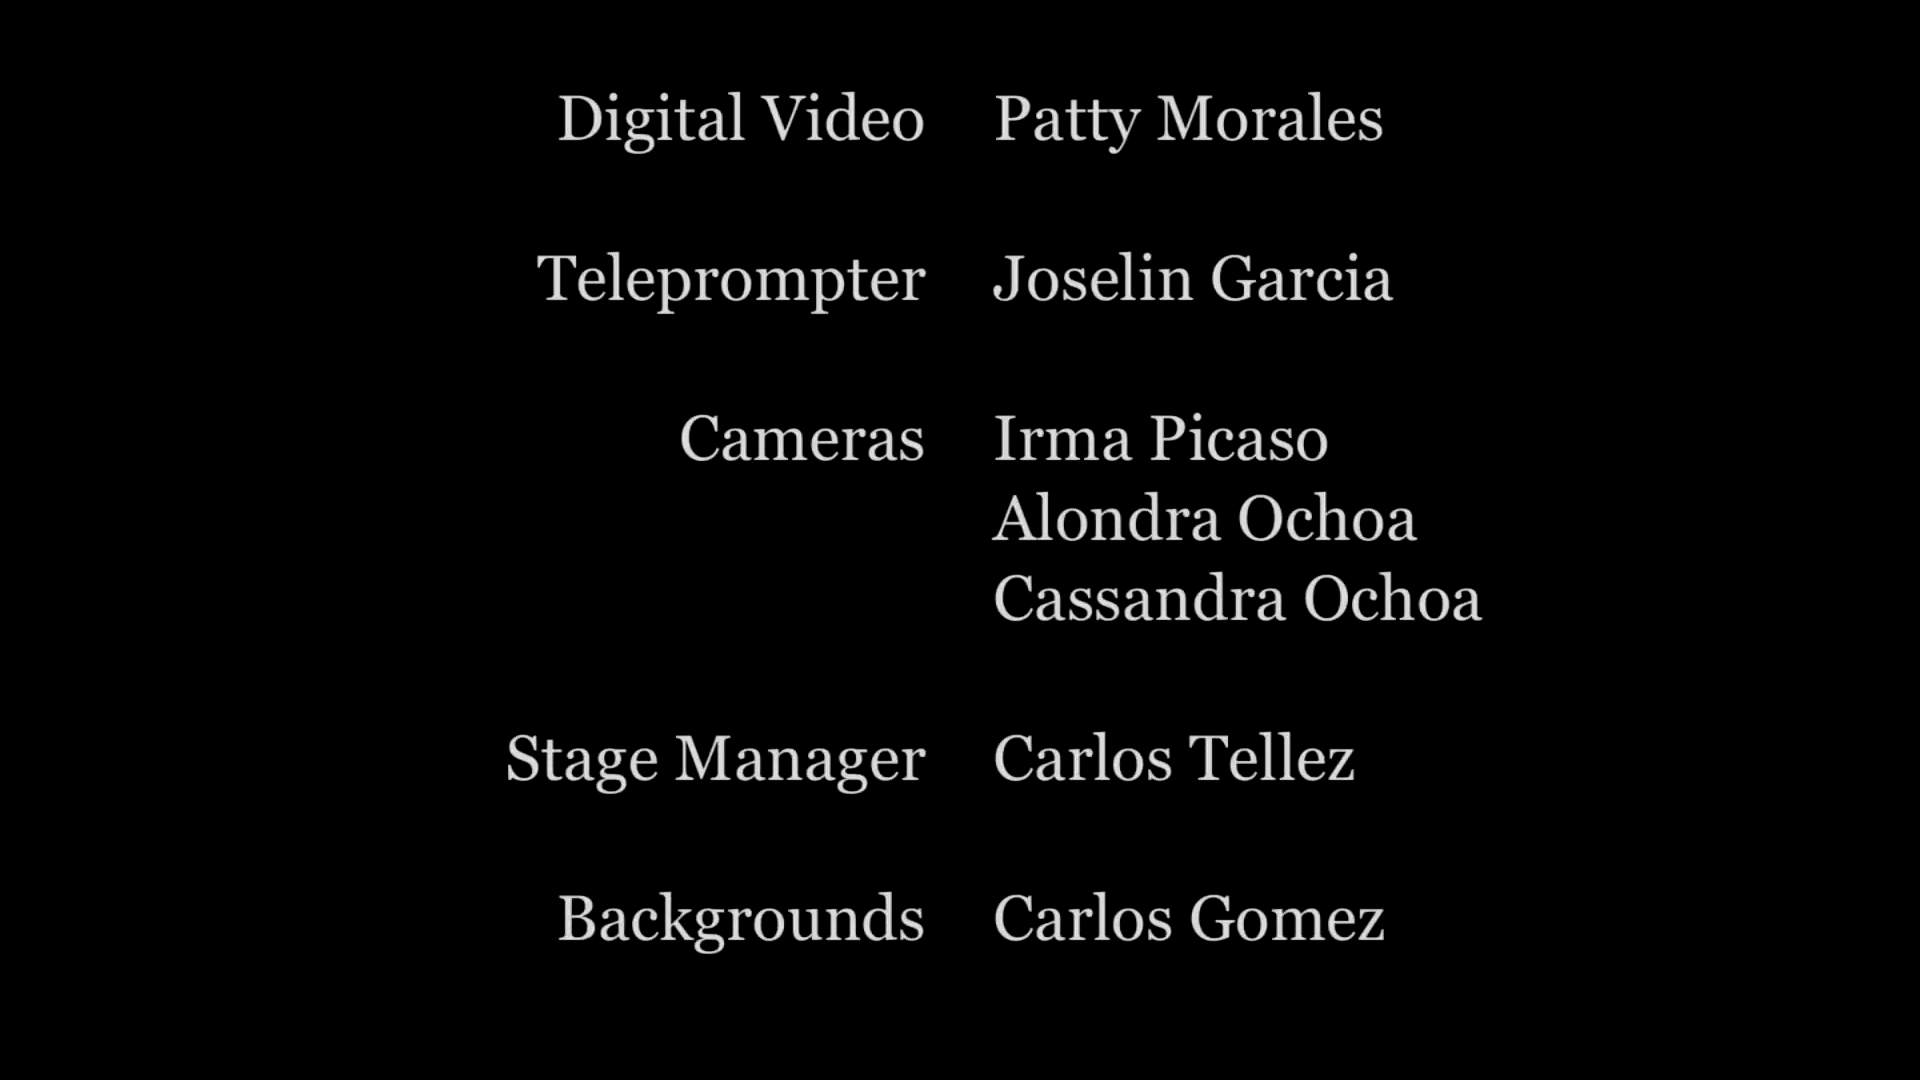 Digital Video Patty Morales
Teleprompter Joselin Garcia
Cameras Irma Picaso
Alondra Ochoa
Cassandra Ochoa
Stage Manager Carlos Tellez
Backgrounds Carlos Gomez